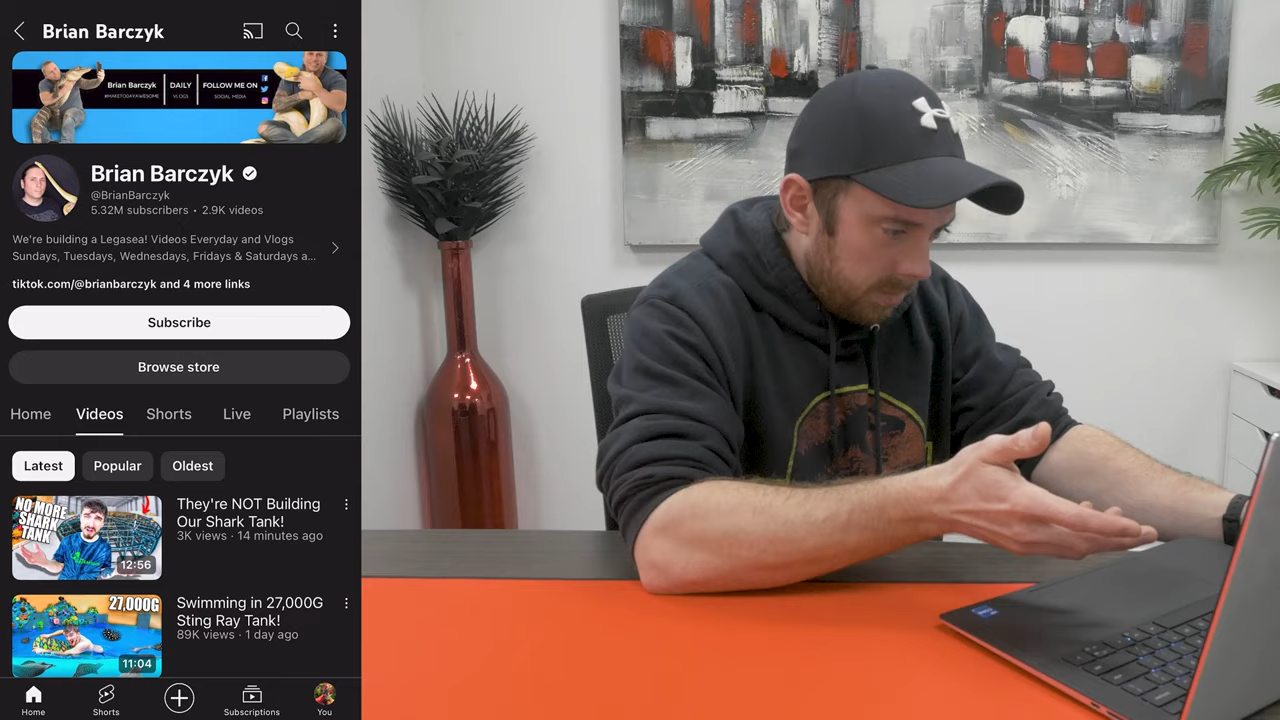 Brian Barczyk
Brian Barczyk
#MAKETODAYAWESOME
DAILY
VLOGS
FOLLOW ME ON
SOCIAL MEDIA
Brian Barczyk
@BrianBarczyk
5.32M subscribers • 2.9K videos
We're building a Legasea! Videos Everyday and Vlogs
Sundays, Tuesdays, Wednesdays, Fridays & Saturdays a...
tiktok.com/@brianbarczyk and 4 more links
Subscribe
Browse store
Home Videos Shorts Live Playlists
Latest Popular Oldest
NO MORE
SHARK
TANK
12:56
They're NOT Building
Our Shark Tank!
3K views · 14 minutes ago
27,000G
11:04
Swimming in 27,000G
Sting Ray Tank!
89K views · 1 day ago
Home Shorts Subscriptions You